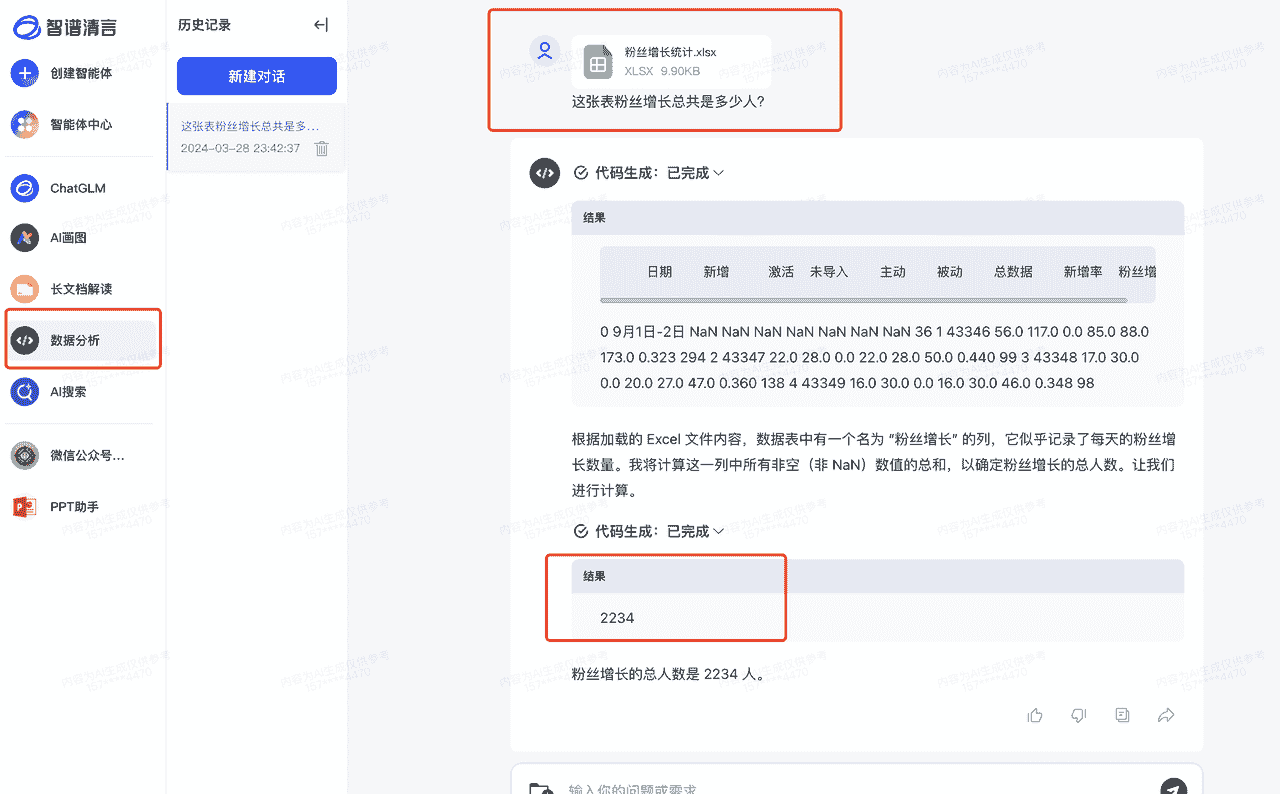 智谱清言
创建智能体
智能体中心
ChatGLM
AI画图
长文档解读
数据分析
AI搜索
微信公众号...
PPT助手
历史记录
新建对话
这张表粉丝增长总共是多...
2024-03-28 23:42:37
粉丝增长统计.xlsx
XLSX 9.90KB
这张表粉丝增长总共是多少人?
代码生成：已完成
结果
日期 新增 激活 未导入 主动 被动 总数据 新增率 粉丝增
0 9月1日-2日 NaN NaN NaN NaN NaN NaN NaN 36 1 43346 56.0 117.0 0.0 85.0 88.0
173.0 0.323 294 2 43347 22.0 28.0 0.0 22.0 28.0 50.0 0.440 99 3 43348 17.0 30.0
0.0 20.0 27.0 47.0 0.360 138 4 43349 16.0 30.0 0.0 16.0 30.0 46.0 0.348 98
根据加载的 Excel 文件内容，数据表中有一个名为 “粉丝增长” 的列，它似乎记录了每天的粉丝增
长数量。我将计算这一列中所有非空（非 NaN）数值的总和，以确定粉丝增长的总人数。让我们
进行计算。
代码生成：已完成
结果
2234
粉丝增长的总人数是 2234 人。
输入你的问题或需求
内容为AI生成仅供参考
157****4470